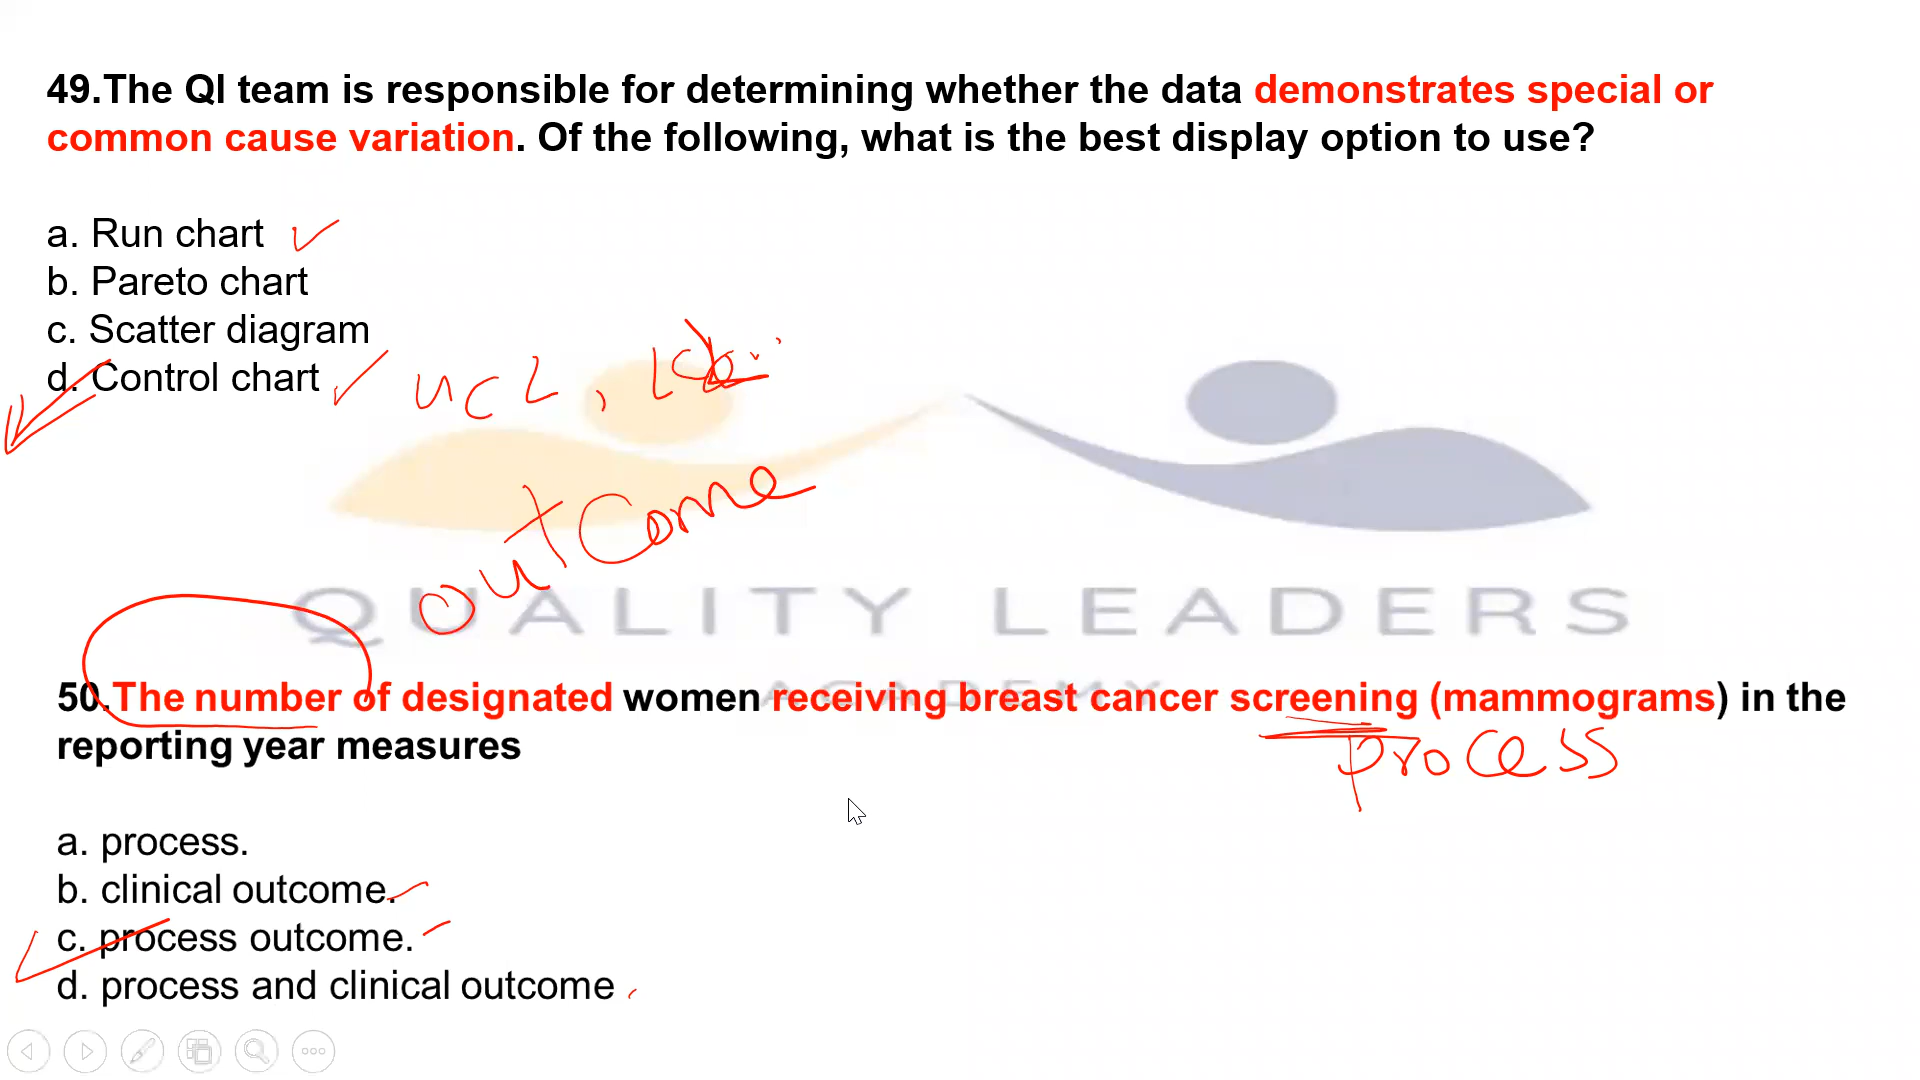 49.The QI team is responsible for determining whether the data demonstrates special or
common cause variation. Of the following, what is the best display option to use?
a. Run chart
b. Pareto chart
c. Scatter diagram
d. Control chart
UCL,
outcome
QUALITY LEADERS
ACADEMY
50.The number of designated women receiving breast cancer screening (mammograms) in the
reporting year measures
process
a. process.
b. clinical outcome.
c. process outcome.
d. process and clinical outcome